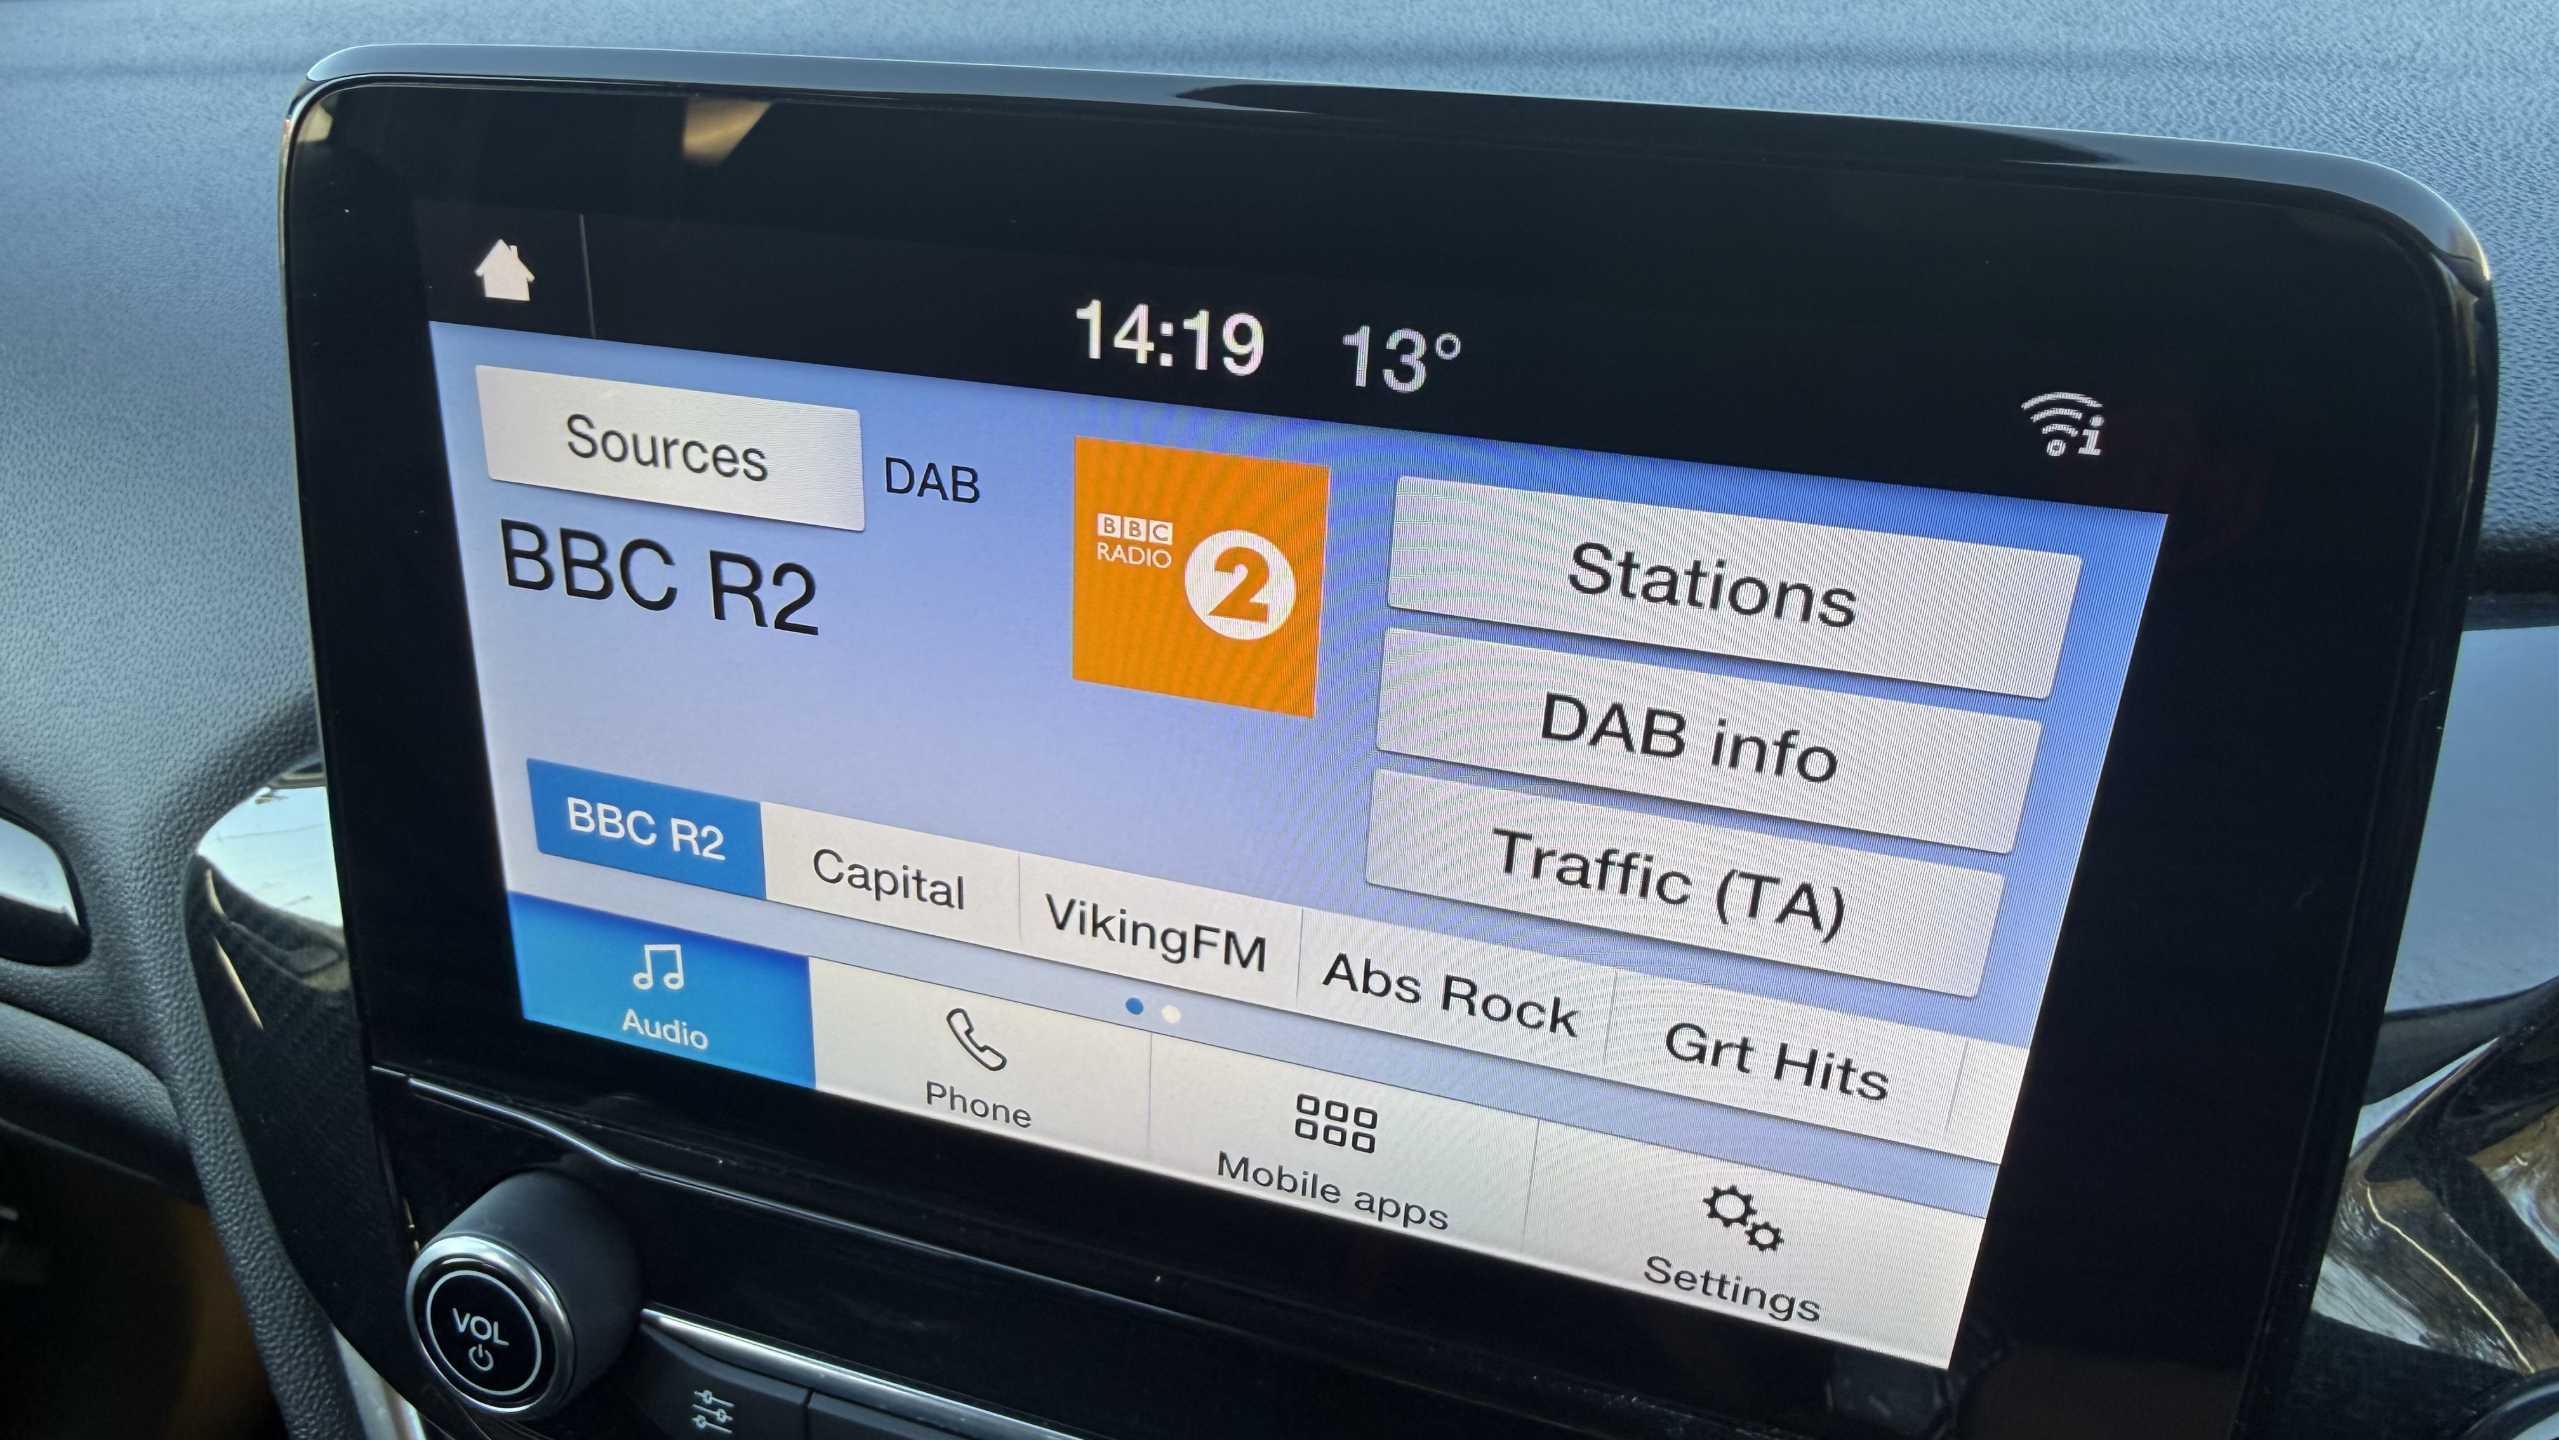 14:19 13°
Sources
DAB
BBC R2
BBC
RADIO
2
Stations
DAB info
Traffic (TA)
BBC R2
Capital
VikingFM
Abs Rock
Grt Hits
Audio
Phone
Mobile apps
Settings
VOL